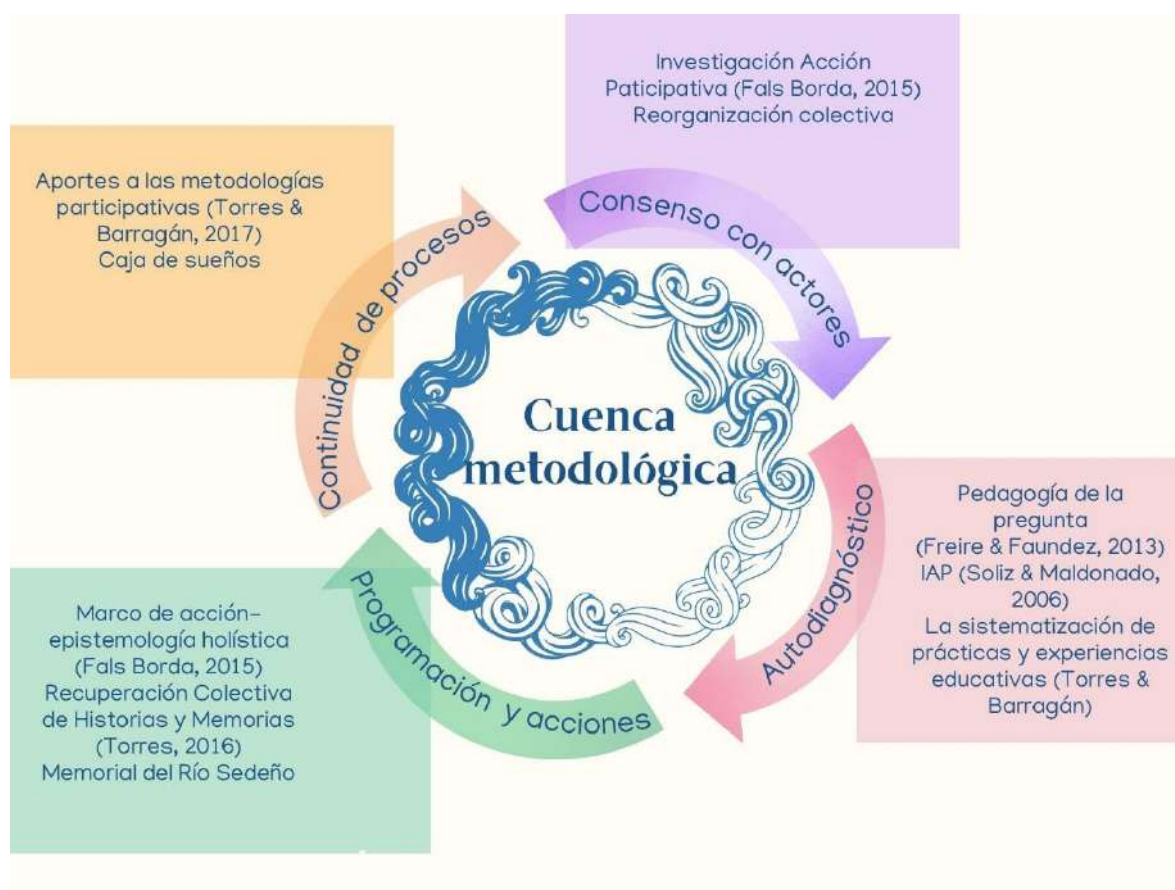 Investigación Acción
Paticipativa (Fals Borda, 2015)
Reorganización colectiva
Consenso con actores
Pedagogía de la
pregunta
(Freire & Faundez, 2013)
IAP (Soliz & Maldonado,
2006)
La sistematización de
prácticas y experiencias
educativas (Torres &
Barragán)
Autodiagnóstico
Marco de acción-
epistemología holística
(Fals Borda, 2015)
Recuperación Colectiva
de Historias y Memorias
(Torres, 2016)
Memorial del Río Sedeño
Programación y acciones
Aportes a las metodologías
participativas (Torres &
Barragán, 2017)
Caja de sueños
Continuidad de procesos
Cuenca
metodológica